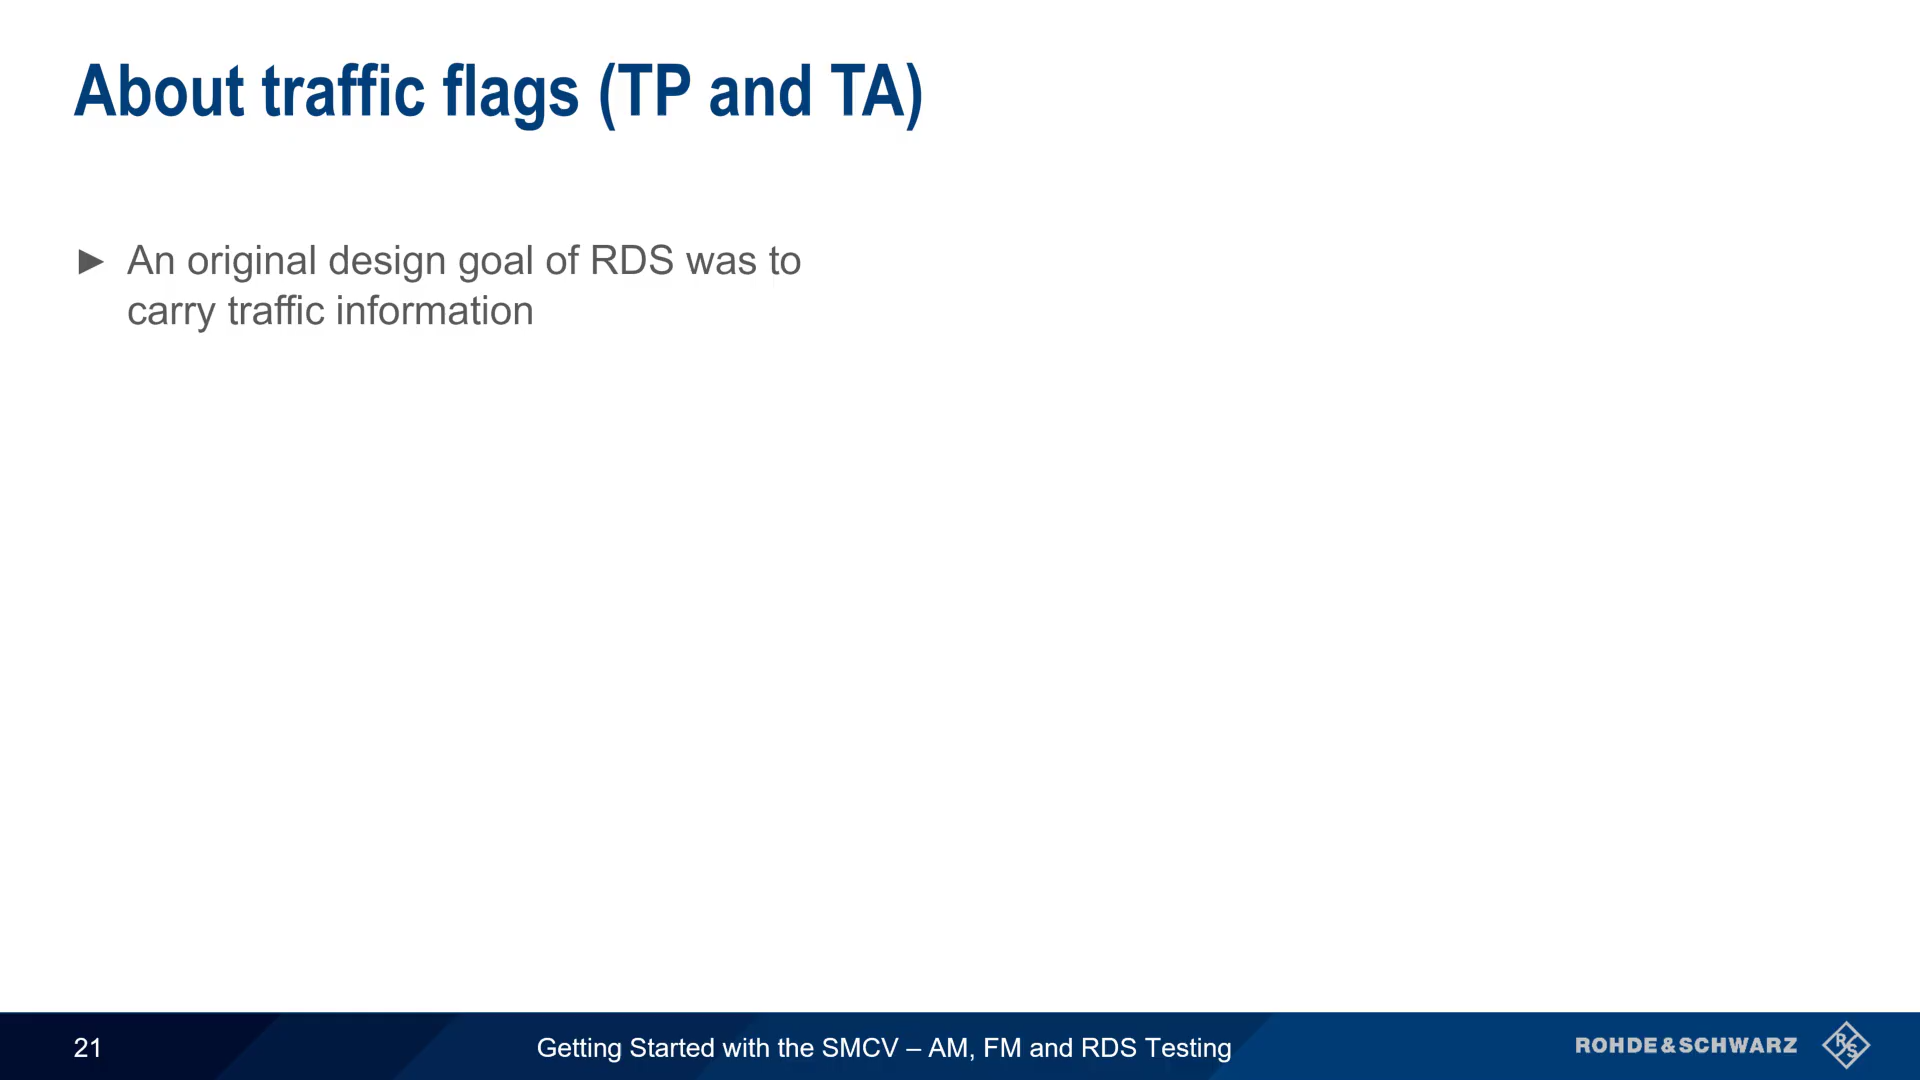 About traffic flags (TP and TA)
► An original design goal of RDS was to
carry traffic information
21
Getting Started with the SMCV – AM, FM and RDS Testing
ROHDE&SCHWARZ
R&S